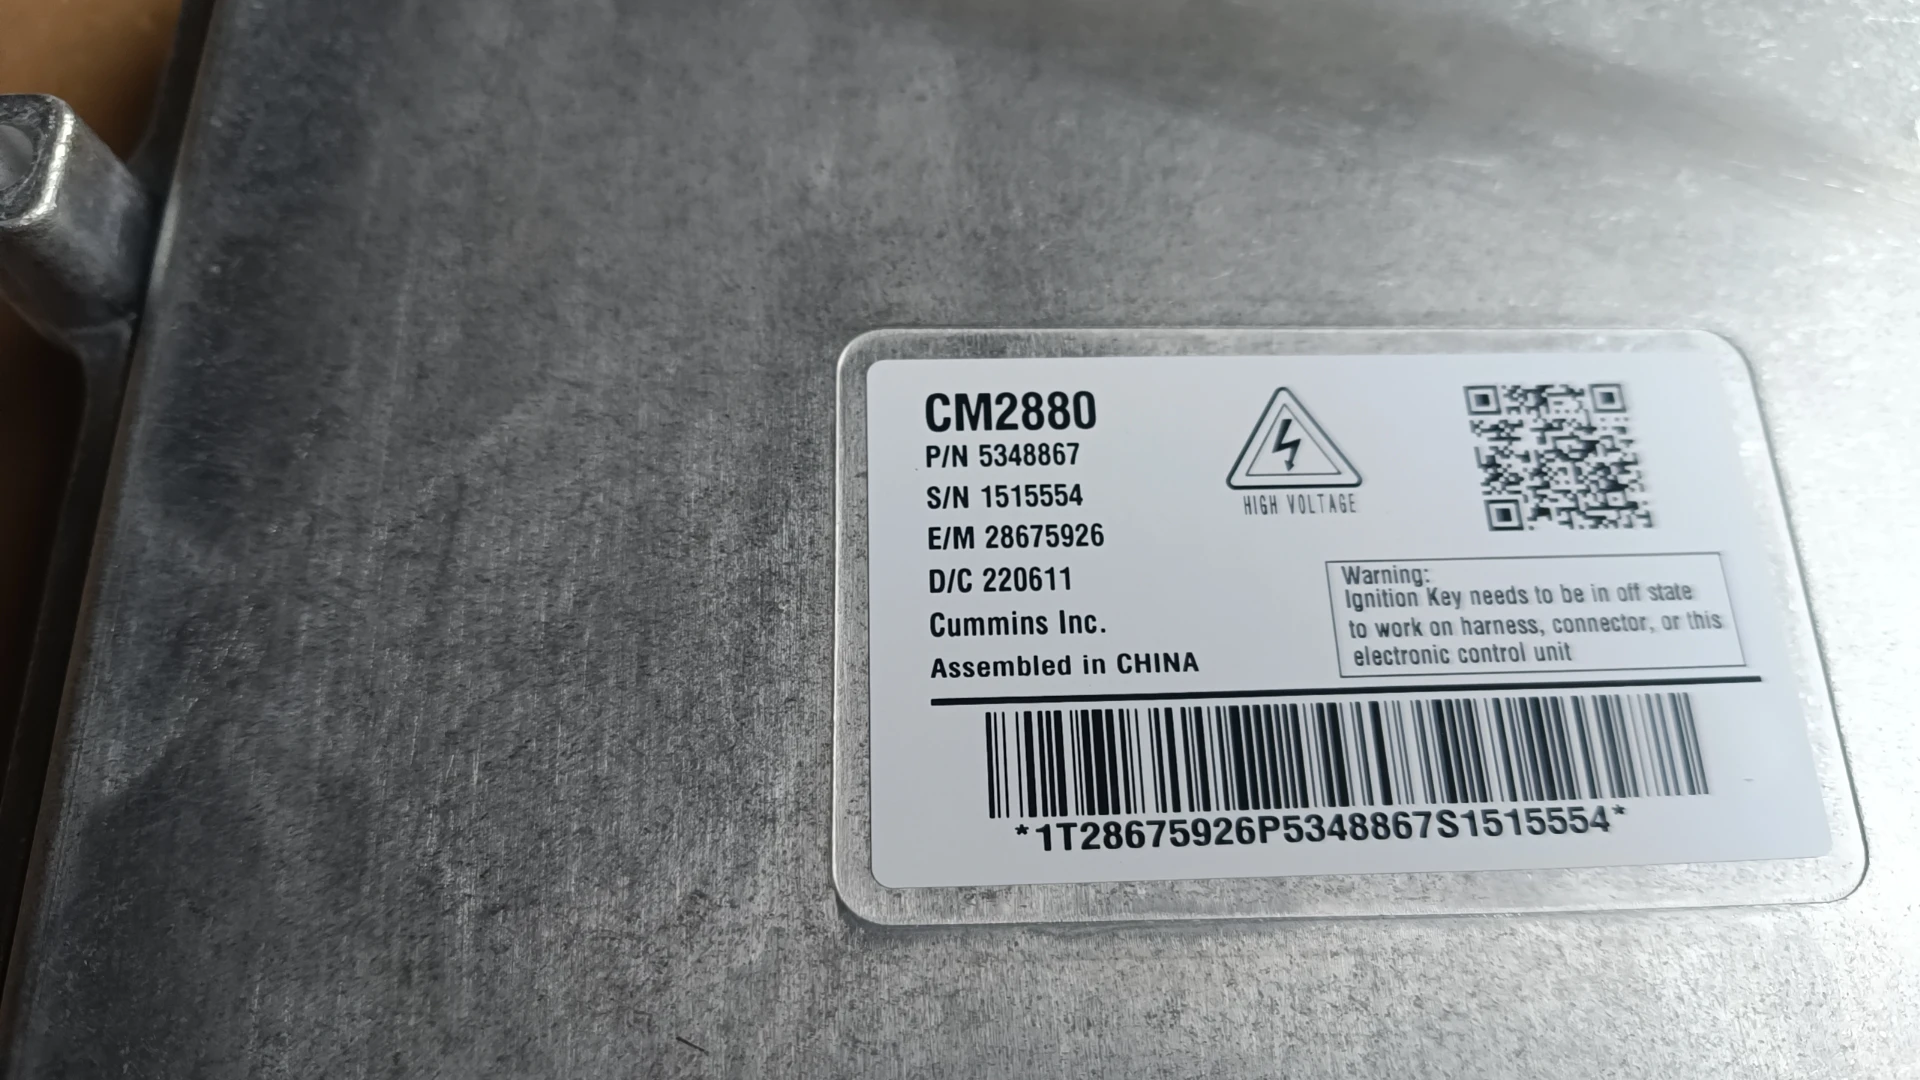 CM2880
P/N 5348867
S/N 1515554
E/M 28675926
D/C 220611
Cummins Inc.
Assembled in CHINA
HIGH VOLTAGE
Warning:
Ignition Key needs to be in off state
to work on harness, connector, or this
electronic control unit
*1T28675926P5348867S1515554*